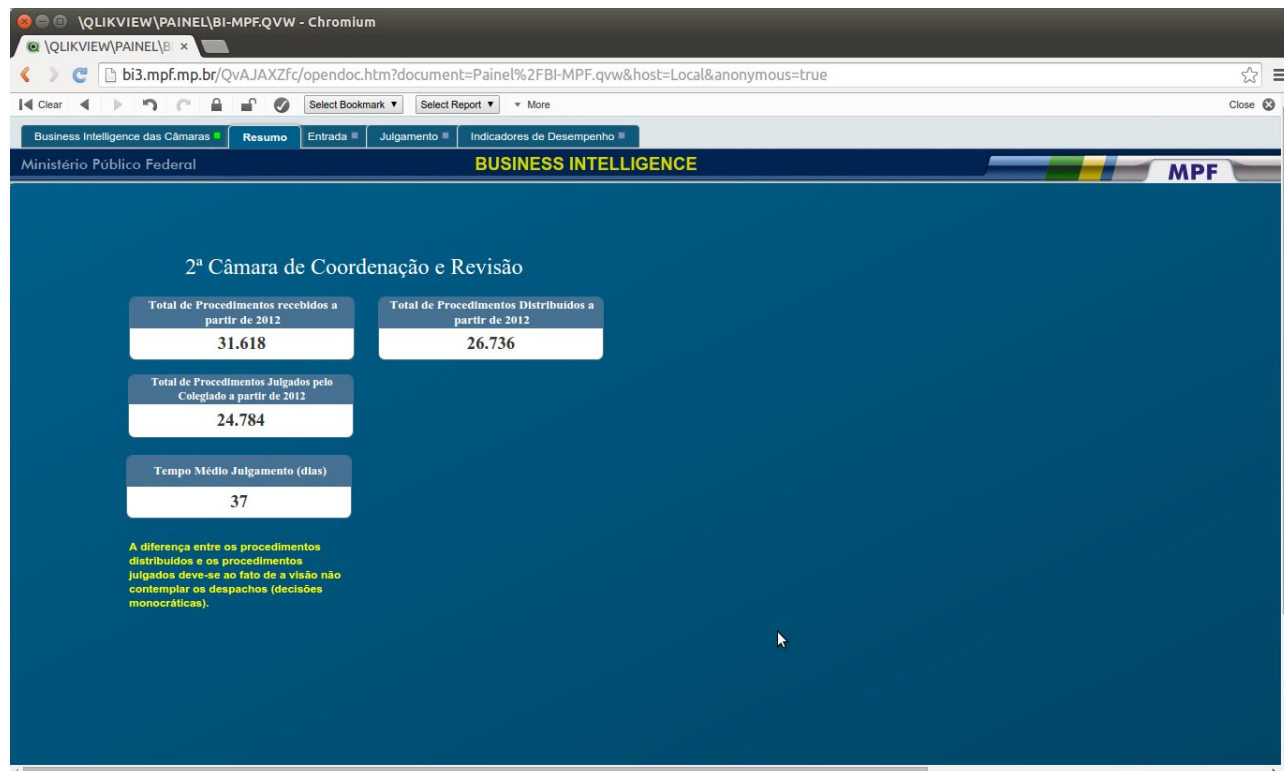 \QLIKVIEW\PAINEL\BI-MPF.QVW - Chromium
\QLIKVIEW\PAINEL\BI
bi3.mpf.mp.br/QvAJAXZfc/opendoc.htm?document=Painel%2FBI-MPF.qvw&host=Local&anonymous=true
Clear Select Bookmark Select Report More Close
Business Intelligence das Câmaras Resumo Entrada Julgamento Indicadores de Desempenho
Ministério Público Federal BUSINESS INTELLIGENCE MPF
2ª Câmara de Coordenação e Revisão
Total de Procedimentos recebidos a
partir de 2012
31.618
Total de Procedimentos Distribuídos a
partir de 2012
26.736
Total de Procedimentos Julgados pelo
Colegiado a partir de 2012
24.784
Tempo Médio Julgamento (dias)
37
A diferença entre os procedimentos
distribuidos e os procedimentos
julgados deve-se ao fato de a visão não
contemplar os despachos (decisões
monocráticas).